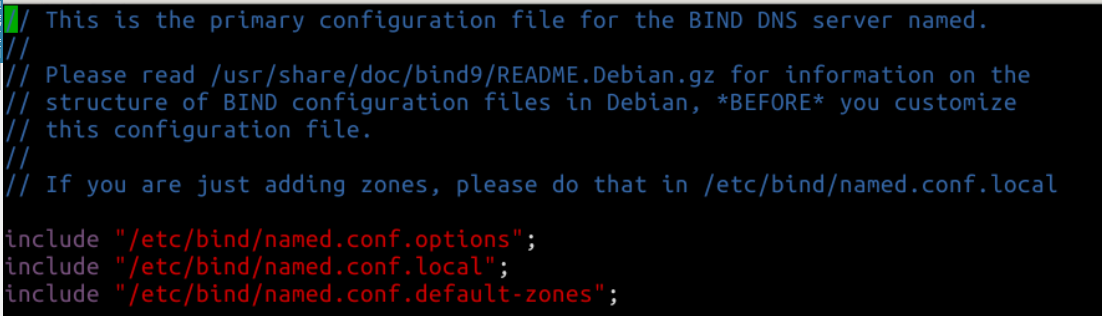 // This is the primary configuration file for the BIND DNS server named.
//
// Please read /usr/share/doc/bind9/README.Debian.gz for information on the
// structure of BIND configuration files in Debian, *BEFORE* you customize
// this configuration file.
//
// If you are just adding zones, please do that in /etc/bind/named.conf.local

include "/etc/bind/named.conf.options";
include "/etc/bind/named.conf.local";
include "/etc/bind/named.conf.default-zones";